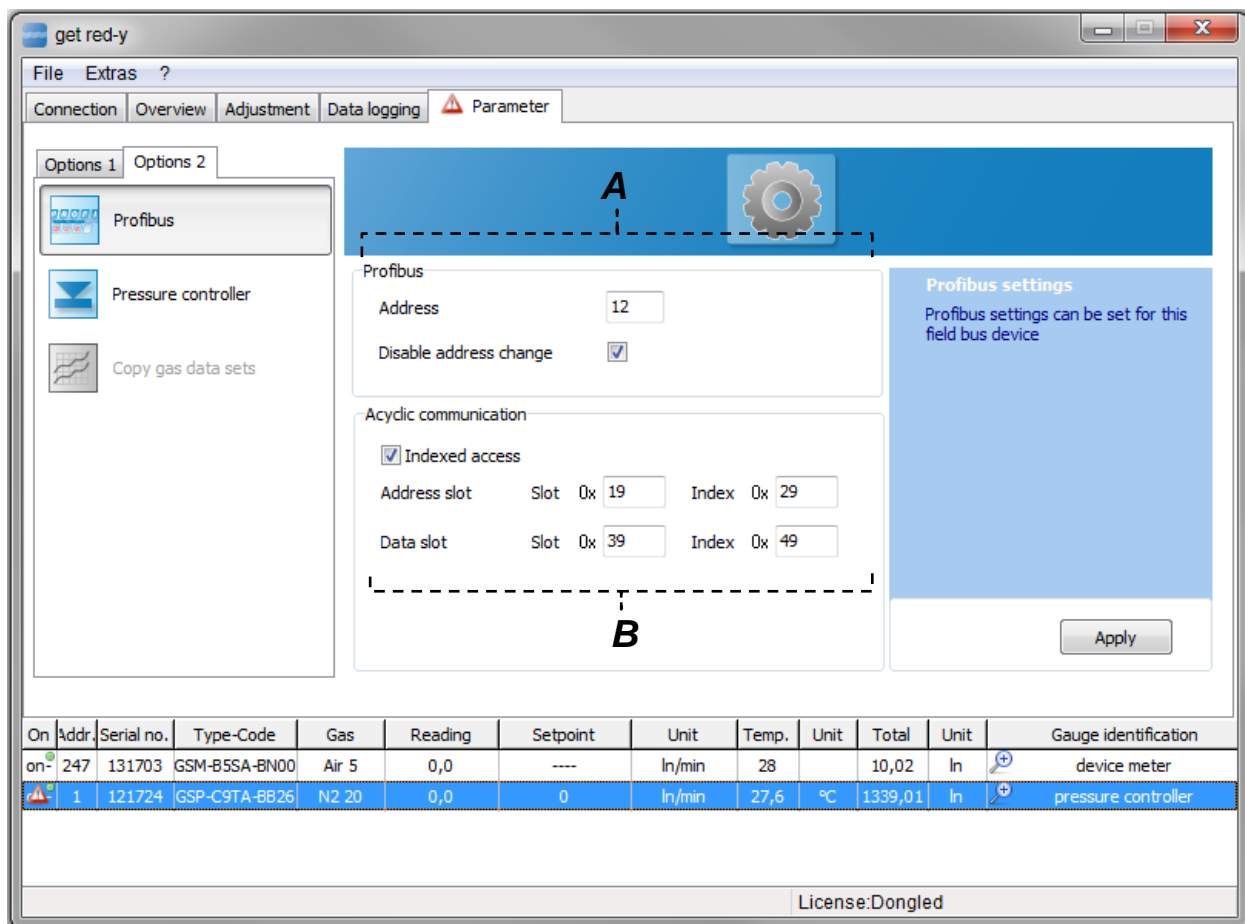 get red-y
File Extras ?
Connection Overview Adjustment Data logging Parameter
Options 1 Options 2
Profibus
Pressure controller
Copy gas data sets
A
Profibus
Address 12
Disable address change
Acyclic communication
Indexed access
Address slot Slot 0x 19 Index 0x 29
Data slot Slot 0x 39 Index 0x 49
B
Profibus settings
Profibus settings can be set for this
field bus device
Apply
On Addr. Serial no. Type-Code Gas Reading Setpoint Unit Temp. Unit Total Unit Gauge identification
on- 247 131703 GSM-B5SA-BN00 Air 5 0,0 ---- ln/min 28 10,02 ln device meter
1 121724 GSP-C9TA-BB26 N2 20 0,0 0 ln/min 27,6 °C 1339,01 ln pressure controller
License:Dongled